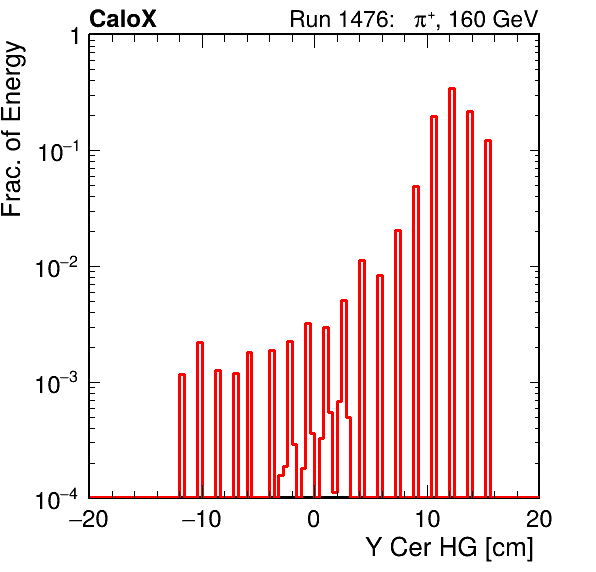 CaloX Run 1476: π⁺, 160 GeV
Frac. of Energy
1
10⁻¹
10⁻²
10⁻³
10⁻⁴
−20 −10 0 10 20
Y Cer HG [cm]